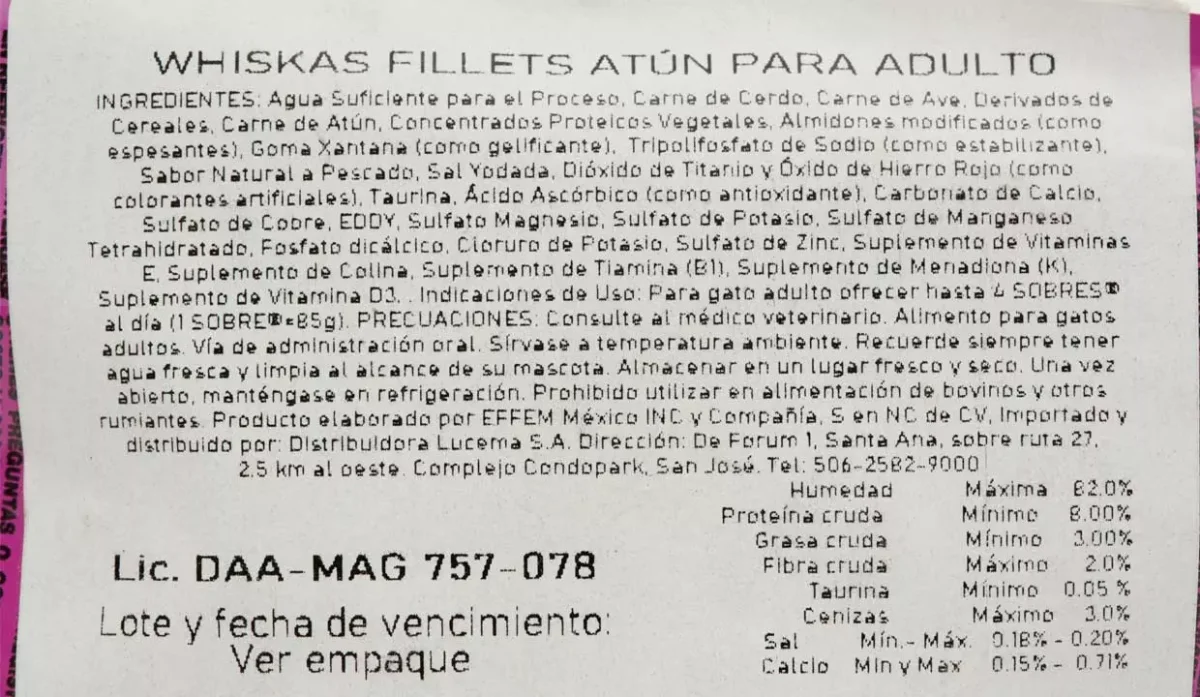 WHISKAS FILLETS ATÚN PARA ADULTO
INGREDIENTES: Agua Suficiente para el Proceso, Carne de Cerdo, Carne de Ave, Derivados de
Cereales, Carne de Atún, Concentrados Proteicos Vegetales, Almidones modificados (como
espesantes), Goma Xantana (como gelificante), Tripolifosfato de Sodio (como estabilizante),
Sabor Natural a Pescado, Sal Yodada, Dióxido de Titanio y Óxido de Hierro Rojo (como
colorantes artificiales), Taurina, Ácido Ascórbico (como antioxidante), Carbonato de Calcio,
Sulfato de Cobre, EDDY, Sulfato Magnesio, Sulfato de Potasio, Sulfato de Manganeso
Tetrahidratado, Fosfato dicálcico, Cloruro de Potasio, Sulfato de Zinc, Suplemento de Vitaminas
E, Suplemento de Colina, Suplemento de Tiamina (B1), Suplemento de Menadiona (K),
Suplemento de Vitamina D3, . Indicaciones de Uso: Para gato adulto ofrecer hasta 4 SOBRES®
al día (1 SOBRE®=85g). PRECUACIONES: Consulte al médico veterinario. Alimento para gatos
adultos. Vía de administración oral. Sírvase a temperatura ambiente. Recuerde siempre tener
agua fresca y limpia al alcance de su mascota. Almacenar en un lugar fresco y seco. Una vez
abierto, manténgase en refrigeración. Prohibido utilizar en alimentación de bovinos y otros
rumiantes. Producto elaborado por EFFEM México INC y Compañía, S en NC de CV, Importado y
distribuido por: Distribuidora Lucema S.A. Dirección: De Forum 1, Santa Ana, sobre ruta 27,
2.5 km al oeste. Complejo Condopark, San José. Tel: 506-2582-9000
Humedad Máxima 82.0%
Proteína cruda Mínimo 8.00%
Grasa cruda Mínimo 3.00%
Fibra cruda Máximo 2.0%
Taurina Mínimo 0.05 %
Cenizas Máximo 3.0%
Sal Mín.- Máx. 0.18% - 0.20%
Calcio Min y Max 0.15% - 0.71%
Lic. DAA-MAG 757-078
Lote y fecha de vencimiento:
Ver empaque